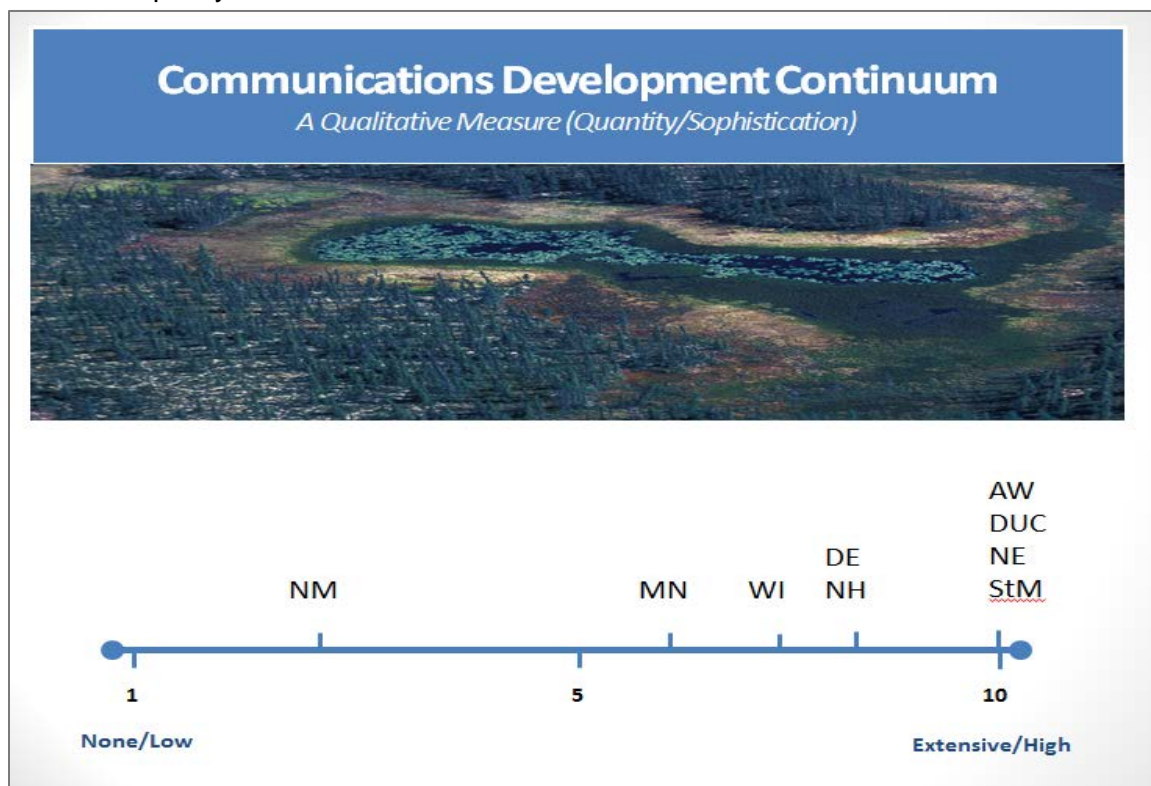 Communications Development Continuum
A Qualitative Measure (Quantity/Sophistication)
AW
DUC
DE NE
NM MN WI NH StM
1 5 10
None/Low Extensive/High